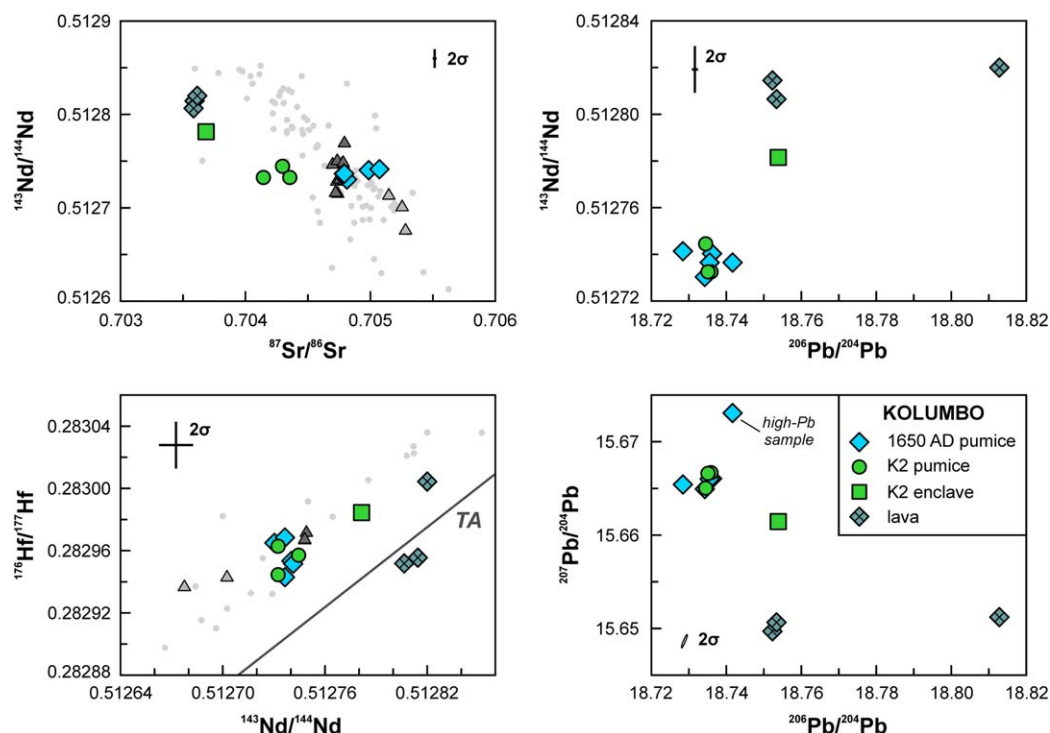 0.5129
0.5128
0.5127
0.5126
¹⁴³Nd/¹⁴⁴Nd
2σ
0.703
0.704
0.705
0.706
⁸⁷Sr/⁸⁶Sr
0.51284
0.51280
0.51276
0.51272
¹⁴³Nd/¹⁴⁴Nd
2σ
18.72
18.74
18.76
18.78
18.80
18.82
²⁰⁶Pb/²⁰⁴Pb
0.28304
0.28300
0.28296
0.28292
0.28288
¹⁷⁶Hf/¹⁷⁷Hf
2σ
TA
0.51264
0.51270
0.51276
0.51282
¹⁴³Nd/¹⁴⁴Nd
15.67
15.66
15.65
²⁰⁷Pb/²⁰⁴Pb
high-Pb
sample
KOLUMBO
1650 AD pumice
K2 pumice
K2 enclave
lava
2σ
18.72
18.74
18.76
18.78
18.80
18.82
²⁰⁶Pb/²⁰⁴Pb